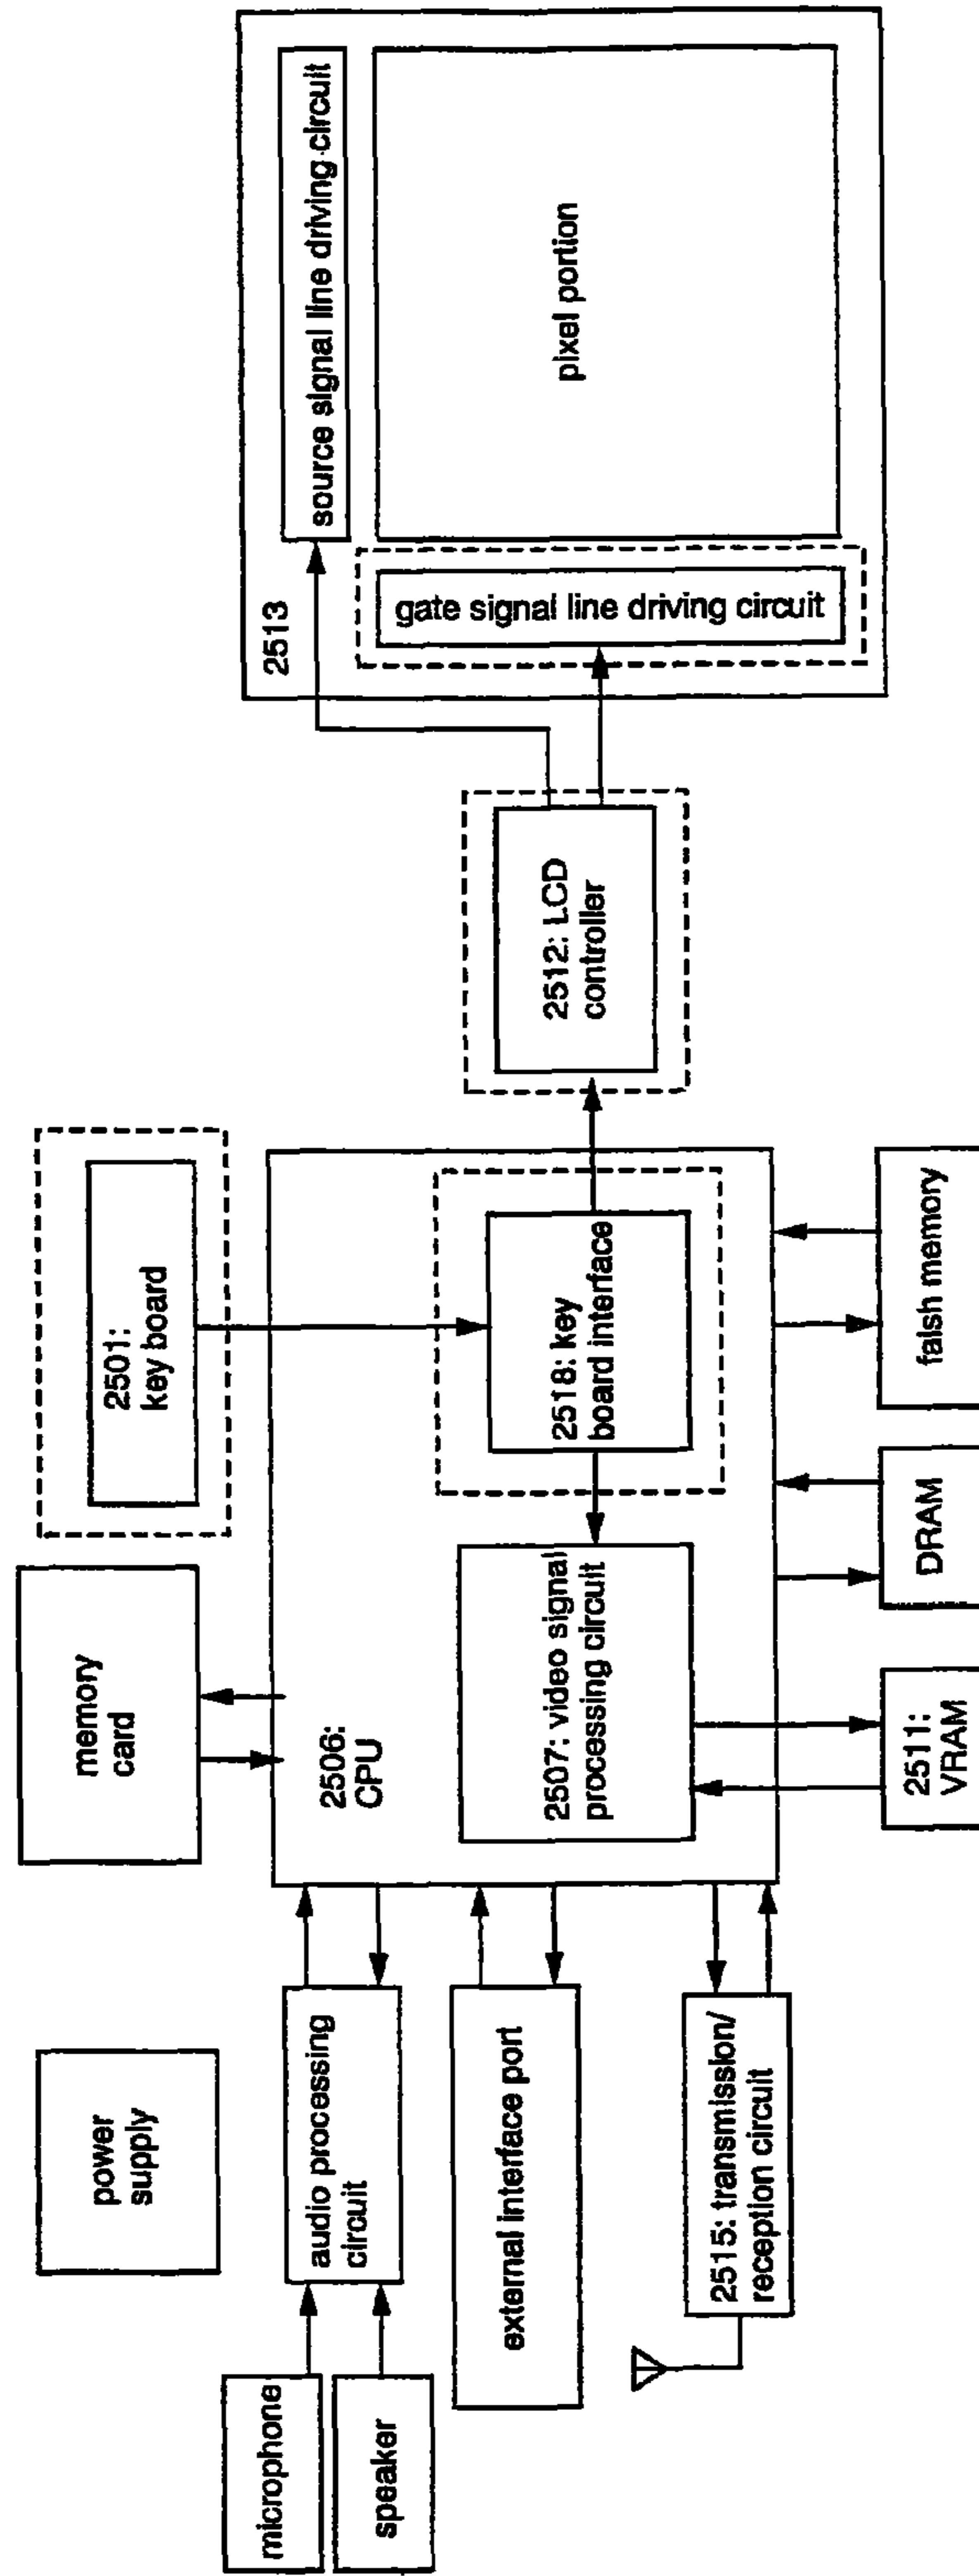 power
supply
memory
card
2501:
key board
microphone
speaker
audio processing
circuit
2506:
CPU
external interface port
2507: video signal
processing circuit
2518: key
board interface
2512: LCD
controller
2513
source signal line driving circuit
gate signal line driving circuit
pixel portion
2515: transmission/
reception circuit
2511:
VRAM
DRAM
falsh memory